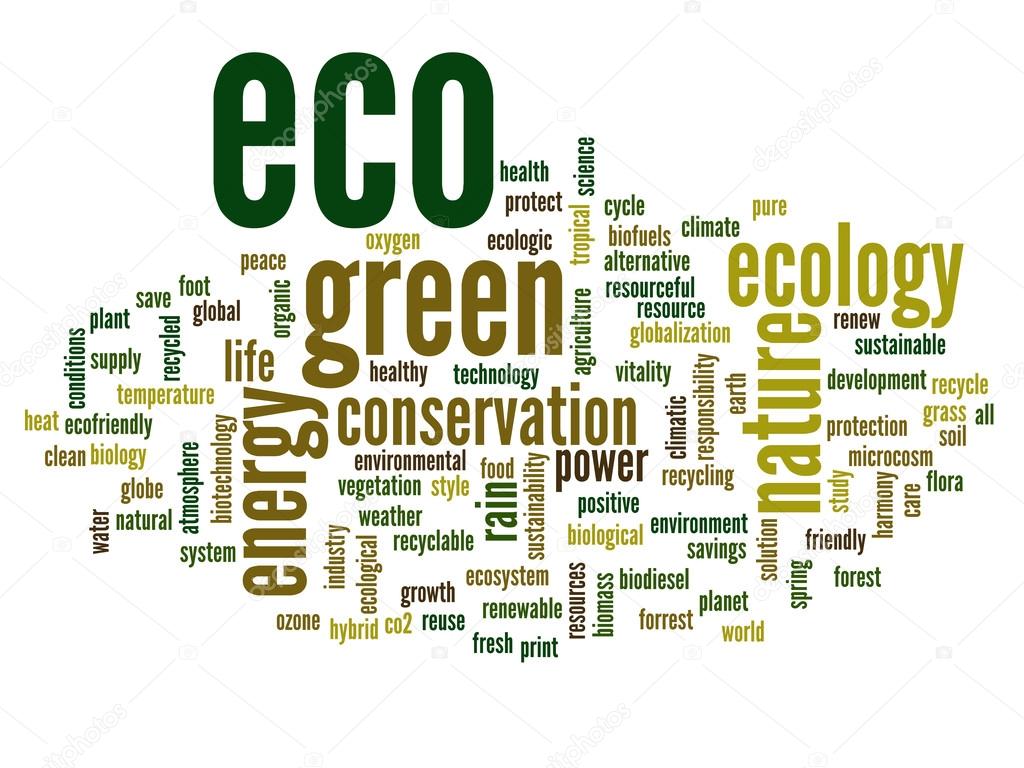 eco
health
science
protect
cycle
tropical
pure
climate
oxygen
ecologic
biofuels
ecology
peace
green
alternative
foot
organic
resourceful
save
global
resource
plant
recycled
agriculture
globalization
renew
conditions
supply
life
nature
sustainable
healthy
technology
vitality
responsibility
earth
development
recycle
temperature
energy
conservation
climatic
grass
all
heat
ecofriendly
biotechnology
protection
soil
clean
biology
atmosphere
environmental
food
sustainability
power
recycling
microcosm
globe
vegetation
style
rain
positive
study
harmony
care
flora
water
natural
weather
biological
environment
solution
system
industry
ecological
recyclable
savings
friendly
ecosystem
resources
biomass
biodiesel
spring
forest
growth
renewable
planet
ozone
hybrid
co2
reuse
forrest
world
fresh
print
depositphotos
depositphotos
depositphotos
depositphotos
depositphotos
depositphotos